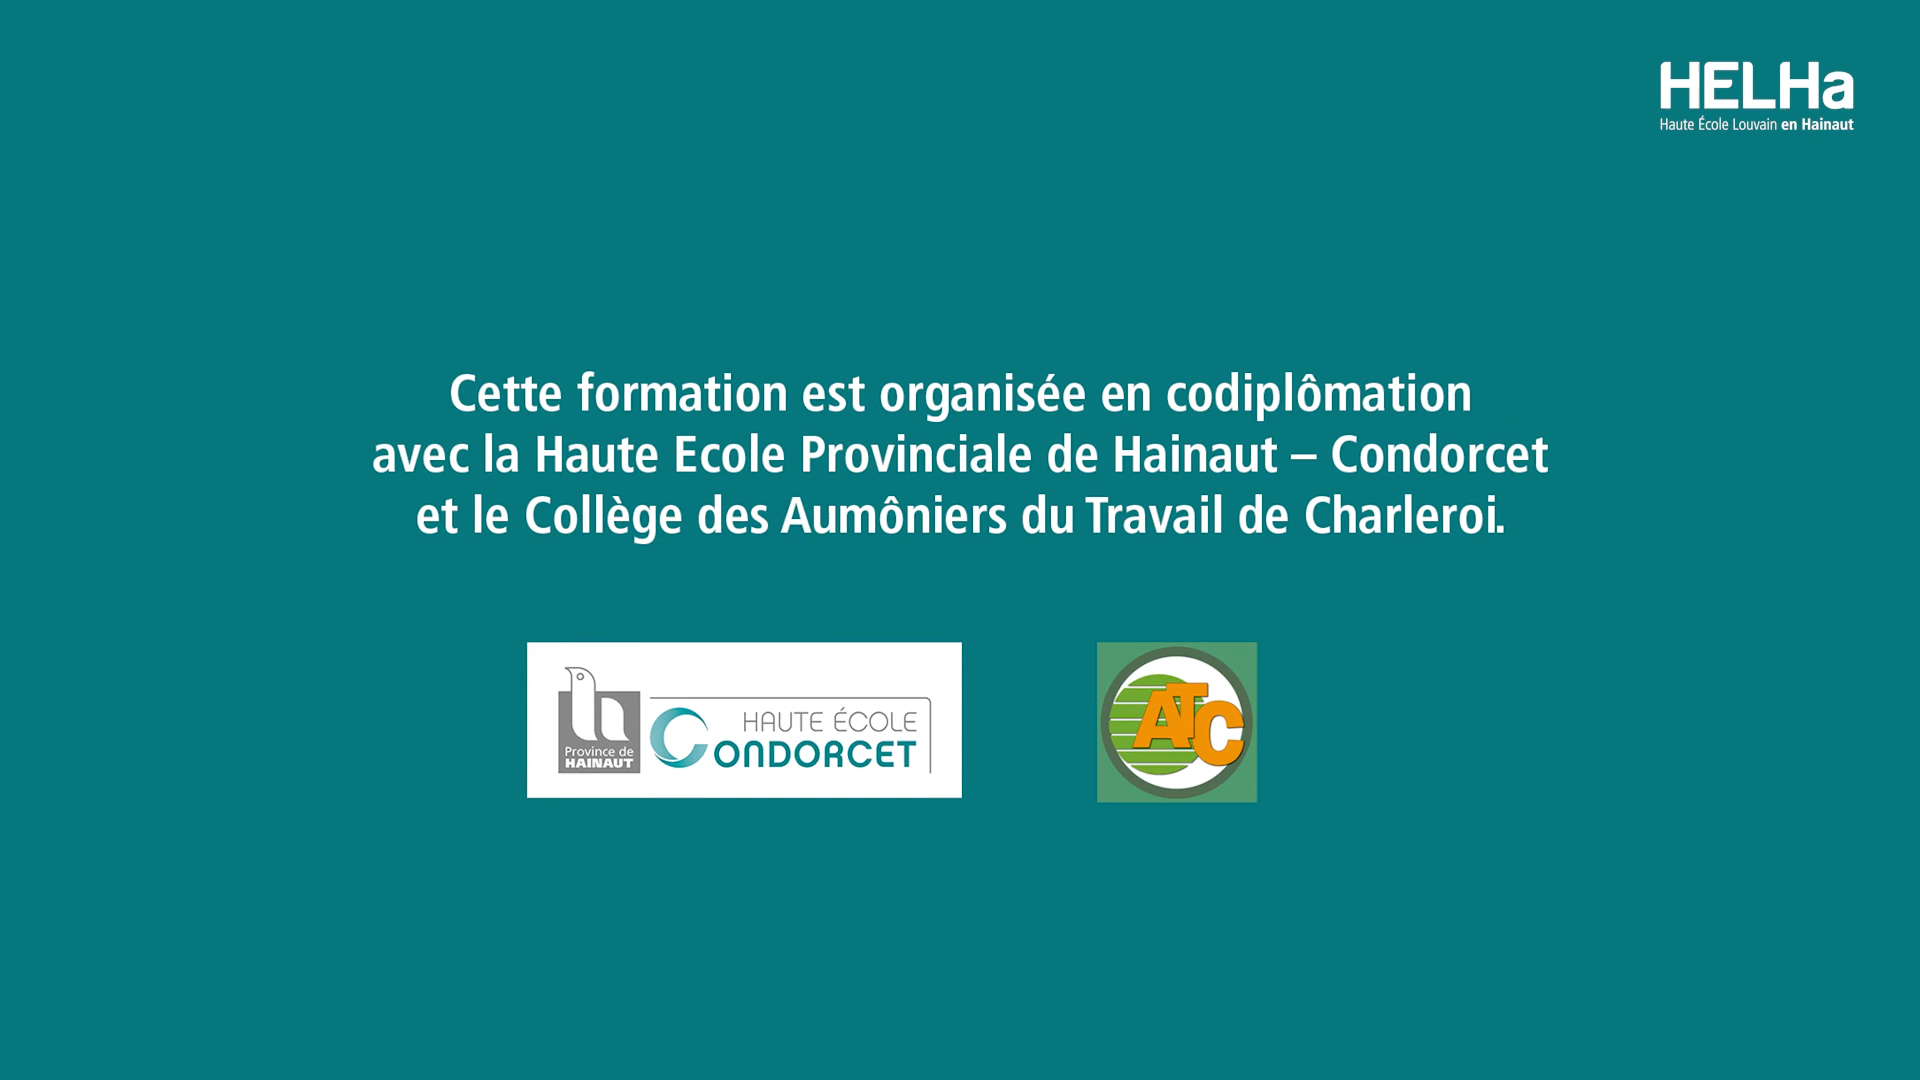 HELHa
Haute École Louvain en Hainaut
Cette formation est organisée en codiplômation
avec la Haute Ecole Provinciale de Hainaut – Condorcet
et le Collège des Aumôniers du Travail de Charleroi.
Province de
HAINAUT
HAUTE ÉCOLE
CONDORCET
ATC